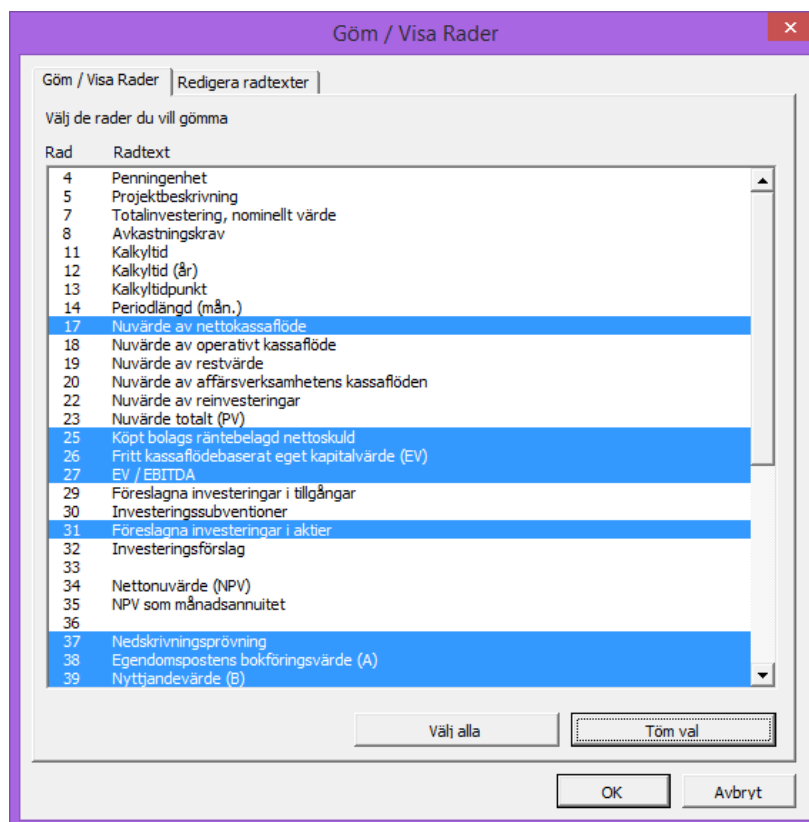 Göm / Visa Rader
Göm / Visa Rader Redigera radtexter
Välj de rader du vill gömma
Rad Radtext
4 Penningenhet
5 Projektbeskrivning
7 Totalinvestering, nominellt värde
8 Avkastningskrav
11 Kalkyltid
12 Kalkyltid (år)
13 Kalkyltidpunkt
14 Periodlängd (mån.)
17 Nuvärde av nettokassaflöde
18 Nuvärde av operativt kassaflöde
19 Nuvärde av restvärde
20 Nuvärde av affärsverksamhetens kassaflöden
22 Nuvärde av reinvesteringar
23 Nuvärde totalt (PV)
25 Köpt bolags räntebelagd nettoskuld
26 Fritt kassaflödebaserat eget kapitalvärde (EV)
27 EV / EBITDA
29 Föreslagna investeringar i tillgångar
30 Investeringssubventioner
31 Föreslagna investeringar i aktier
32 Investeringsförslag
33
34 Nettonuvärde (NPV)
35 NPV som månadsannuitet
36
37 Nedskrivningsprövning
38 Egendomspostens bokföringsvärde (A)
39 Nyttjandevärde (B)
Välj alla Töm val
OK Avbryt